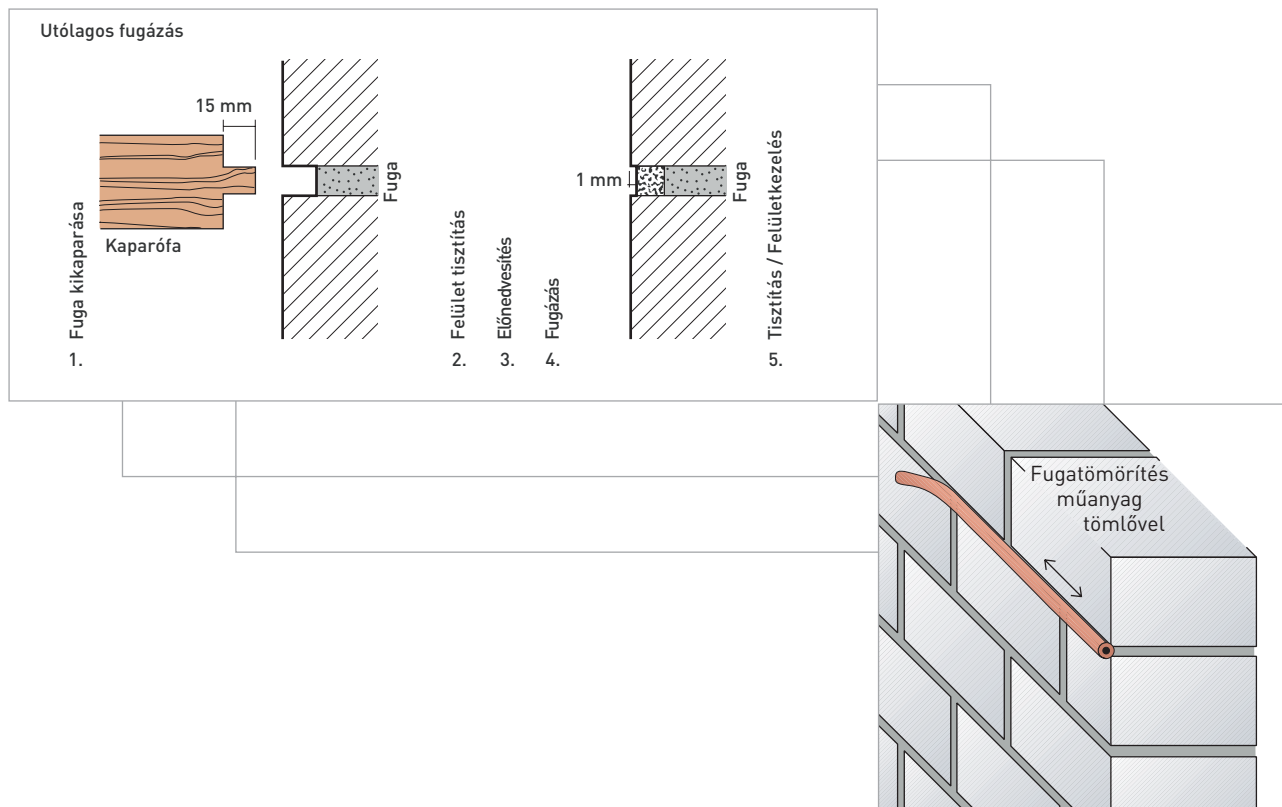 Utólagos fugázás
15 mm
Kaparófa
1.
Fuga kikaparása
Fuga
2.
Felület tisztítás
3.
Előnedvesítés
4.
Fugázás
1 mm
Fuga
5.
Tisztítás / Felületkezelés
Fugatömörítés
műanyag
tömlővel